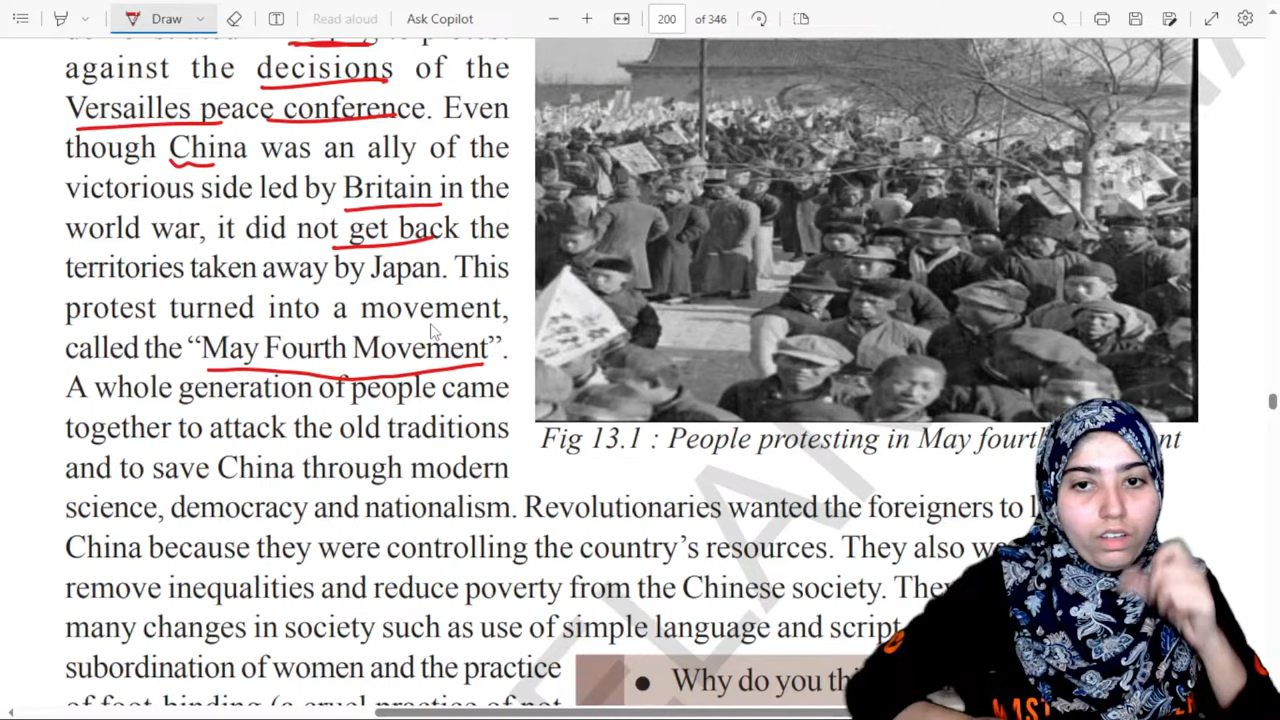 Draw
Read aloud
Ask Copilot
200
of 346
against the decisions of the
Versailles peace conference. Even
though China was an ally of the
victorious side led by Britain in the
world war, it did not get back the
territories taken away by Japan. This
protest turned into a movement,
called the “May Fourth Movement”.
A whole generation of people came
together to attack the old traditions
and to save China through modern
science, democracy and nationalism. Revolutionaries wanted the foreigners to
China because they were controlling the country’s resources. They also
remove inequalities and reduce poverty from the Chinese society.
many changes in society such as use of simple language and script
subordination of women and the practice
Fig 13.1 : People protesting in May
● Why do you